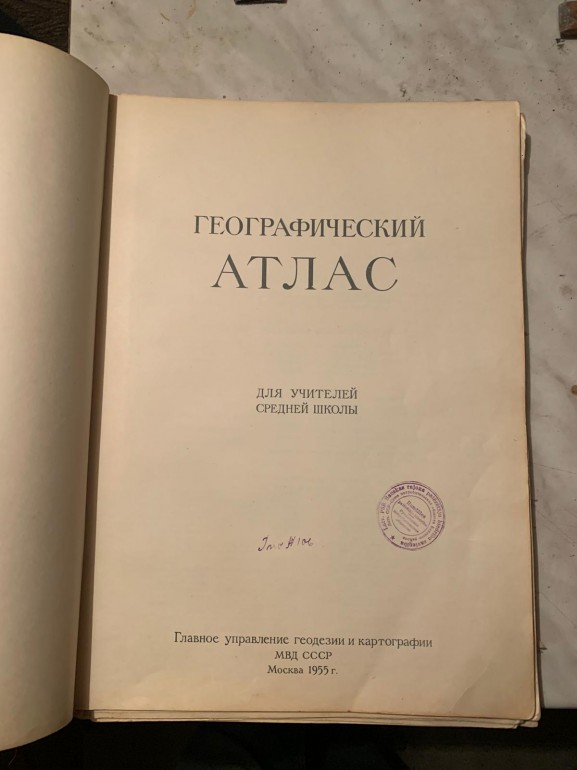 ГЕОГРАФИЧЕСКИЙ
АТЛАС
ДЛЯ УЧИТЕЛЕЙ
СРЕДНЕЙ ШКОЛЫ
Главное управление геодезии и картографии
МВД СССР
Москва 1955 г.